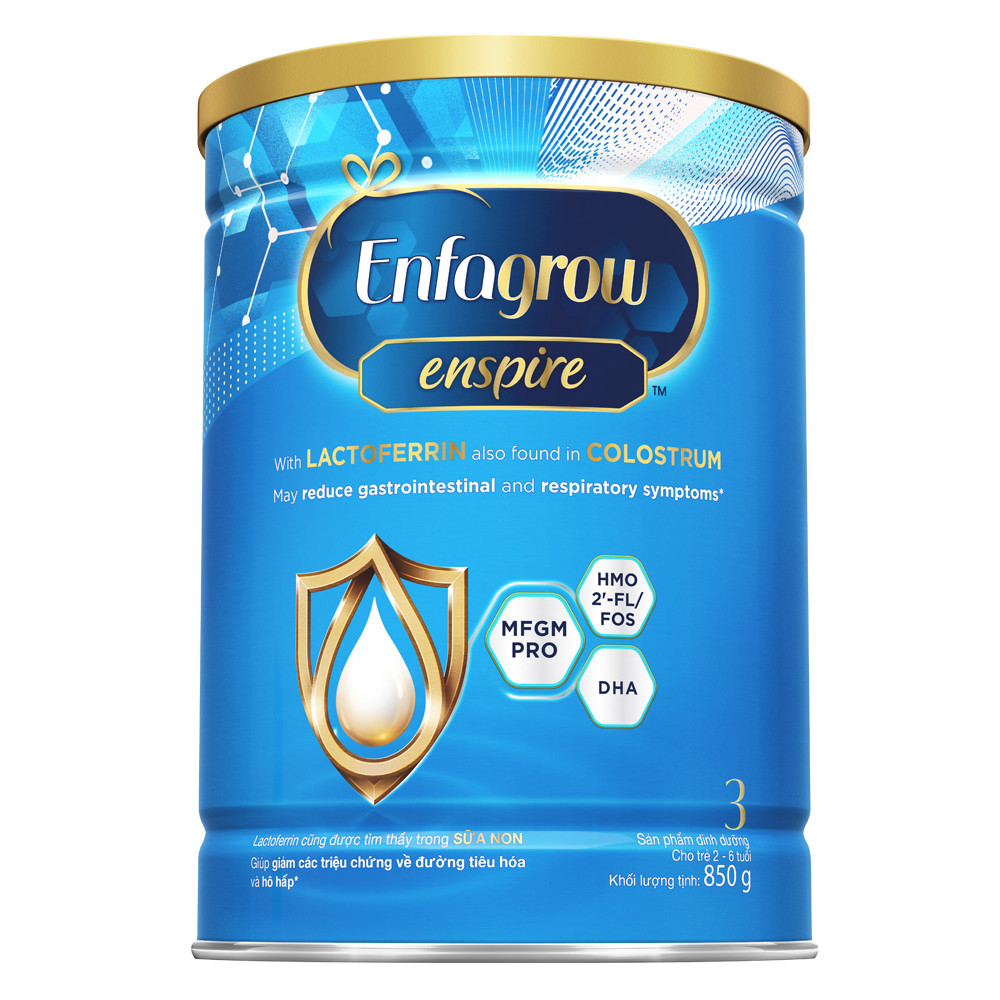 Enfagrow
enspire
TM
With LACTOFERRIN also found in COLOSTRUM
May reduce gastrointestinal and respiratory symptoms*
HMO
2'-FL/
FOS
MFGM
PRO
DHA
3
Lactoferrin cũng được tìm thấy trong SỮA NON
Giúp giảm các triệu chứng về đường tiêu hóa
và hô hấp*
Sản phẩm dinh dưỡng
Cho trẻ 2 - 6 tuổi
Khối lượng tịnh: 850 g